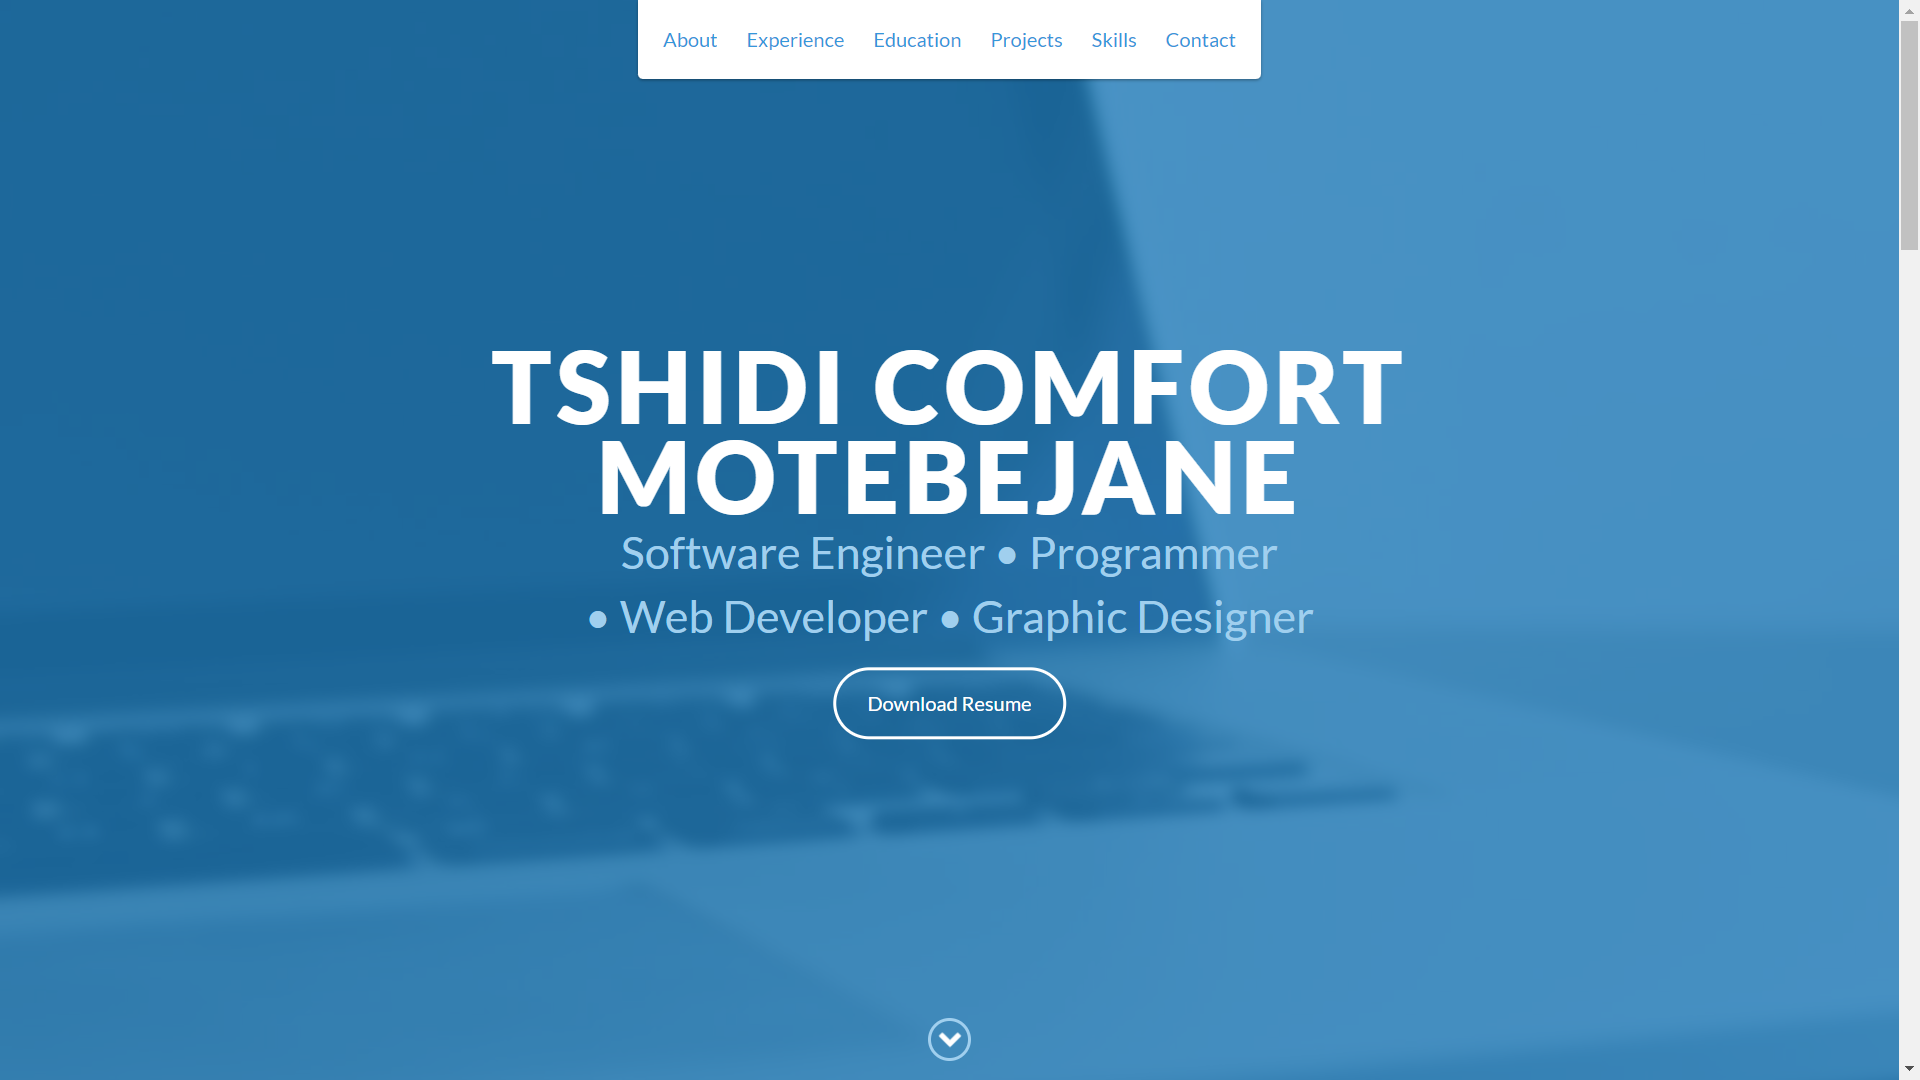 About Experience Education Projects Skills Contact
TSHIDI COMFORT
MOTEBEJANE
Software Engineer ● Programmer
● Web Developer ● Graphic Designer
Download Resume